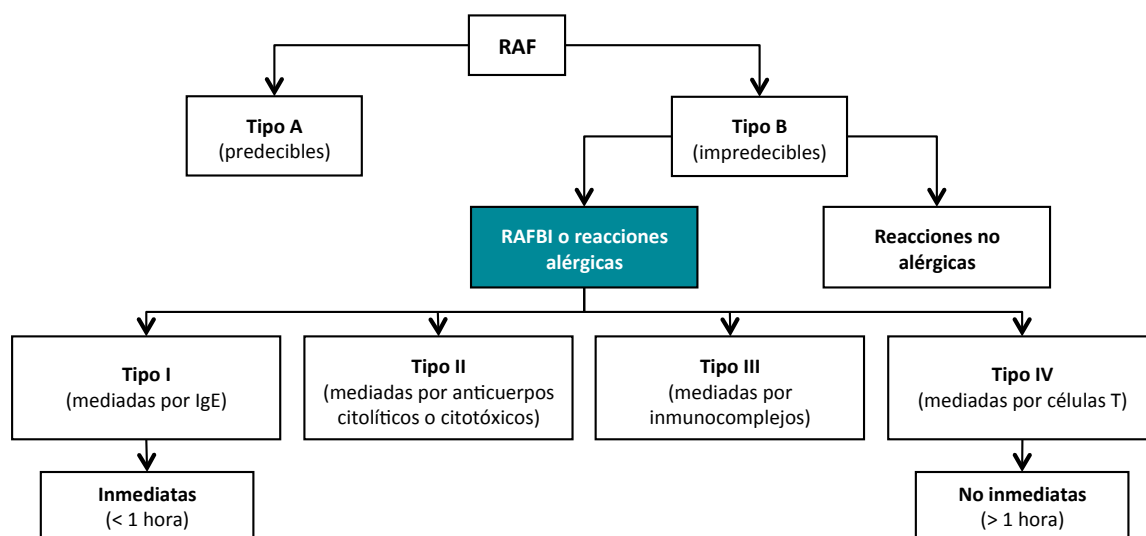 RAF
Tipo A
(predecibles)
Tipo B
(impredecibles)
RAFBI o reacciones
alérgicas
Reacciones no
alérgicas
Tipo I
(mediadas por IgE)
Tipo II
(mediadas por anticuerpos
citolíticos o citotóxicos)
Tipo III
(mediadas por
inmunocomplejos)
Tipo IV
(mediadas por células T)
Inmediatas
(< 1 hora)
No inmediatas
(> 1 hora)